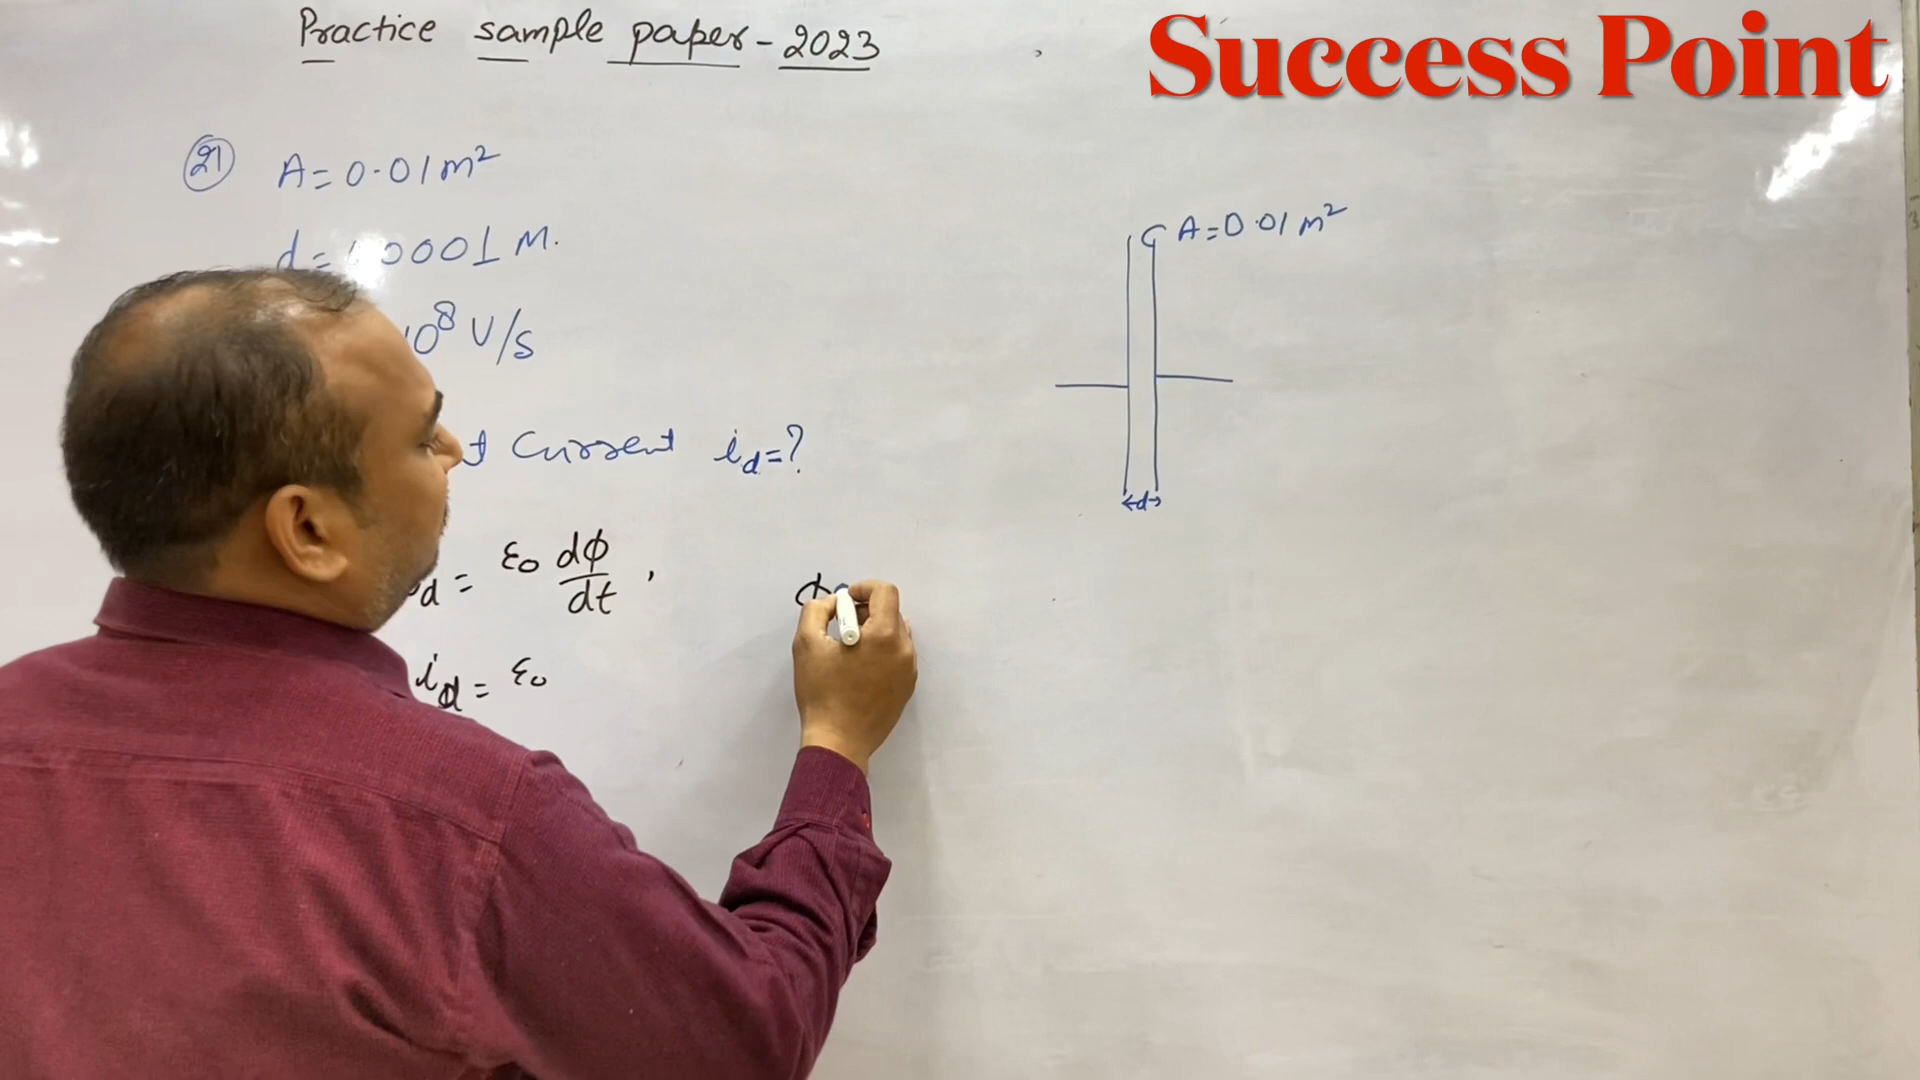 Practice sample paper - 2023
Success Point
21 A = 0.01 m²
d = 0001 M.
10⁸ V/s
Current i_d = ?
d = ε₀ dφ/dt ,
i_d = ε₀
φ
A = 0.01 m²
d